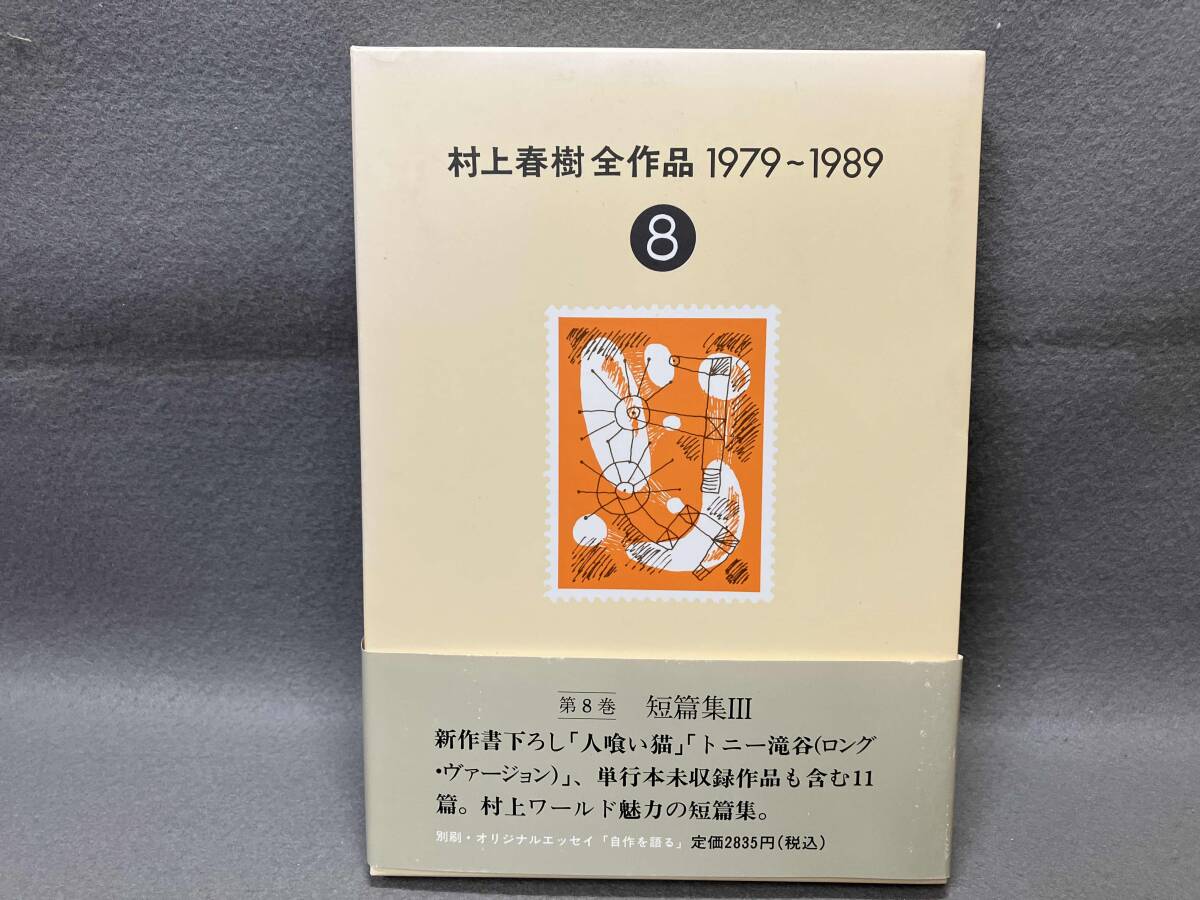 村上春樹 全作品 1979~1989
8
第8巻 短篇集III
新作書下ろし「人喰い猫」「トニー滝谷(ロング
・ヴァージョン)」、単行本未収録作品も含む11
篇。村上ワールド魅力の短篇集。
別刷・オリジナルエッセイ「自作を語る」 定価2835円(税込)